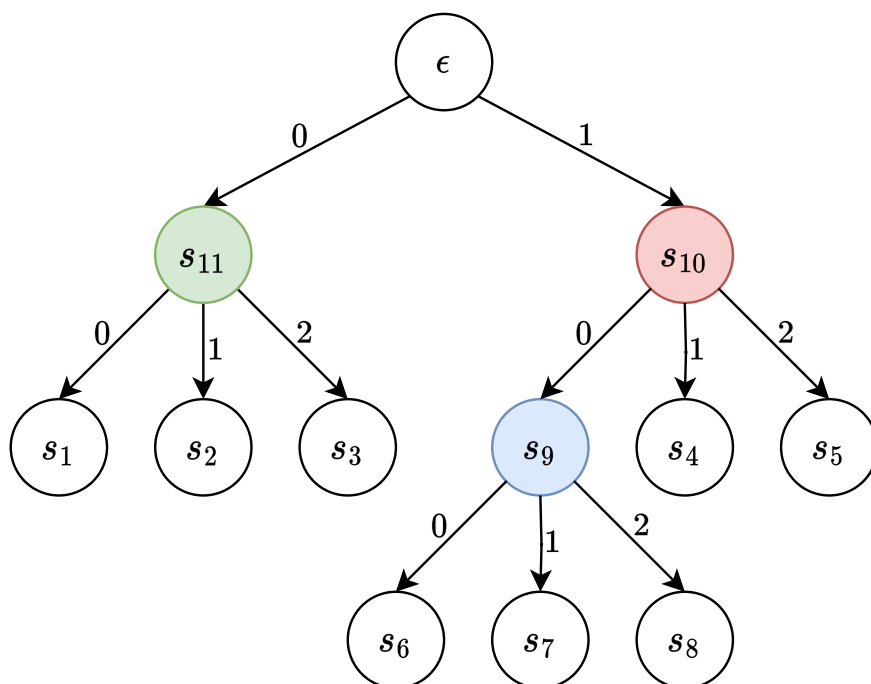 ϵ
0 1
s₁₁ s₁₀
0 1 2 0 1 2
s₁ s₂ s₃ s₉ s₄ s₅
0 1 2
s₆ s₇ s₈